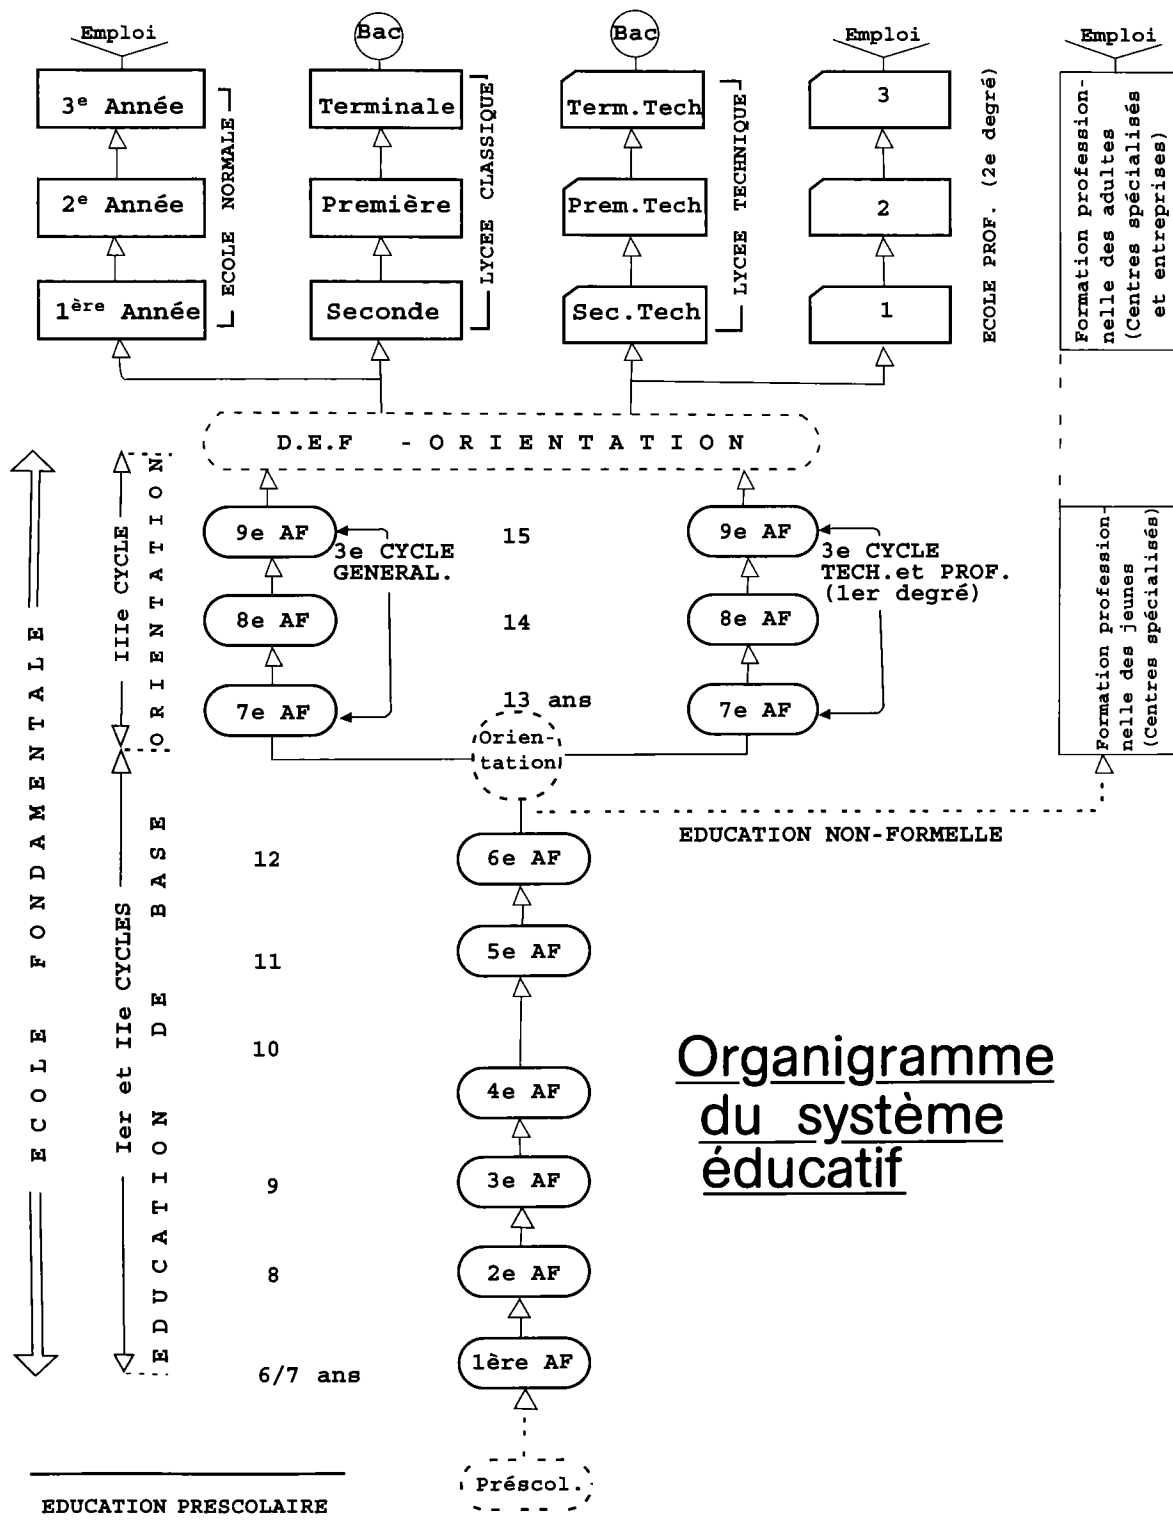 Emploi
Bac
Bac
Emploi
Emploi
3e Année
Terminale
Term.Tech
3
2e Année
Première
Prem.Tech
2
1ère Année
Seconde
Sec.Tech
1
ECOLE NORMALE
LYCEE CLASSIQUE
LYCEE TECHNIQUE
ECOLE PROF. (2e degré)
Formation profession-
nelle des adultes
(Centres spécialisés
et entreprises)
D.E.F - ORIENTATION
9e AF
15
9e AF
3e CYCLE
GENERAL.
3e CYCLE
TECH.et PROF.
(1er degré)
8e AF
14
8e AF
7e AF
13 ans
7e AF
Orien-
tation
Formation profession-
nelle des jeunes
(Centres spécialisés)
EDUCATION NON-FORMELLE
ECOLE FONDAMENTALE
IIIe CYCLE
ORIENTATION
Ier et IIe CYCLES
EDUCATION DE BASE
12
6e AF
11
5e AF
10
4e AF
9
3e AF
8
2e AF
6/7 ans
1ère AF
Organigramme
du système
éducatif
Préscol.
EDUCATION PRESCOLAIRE